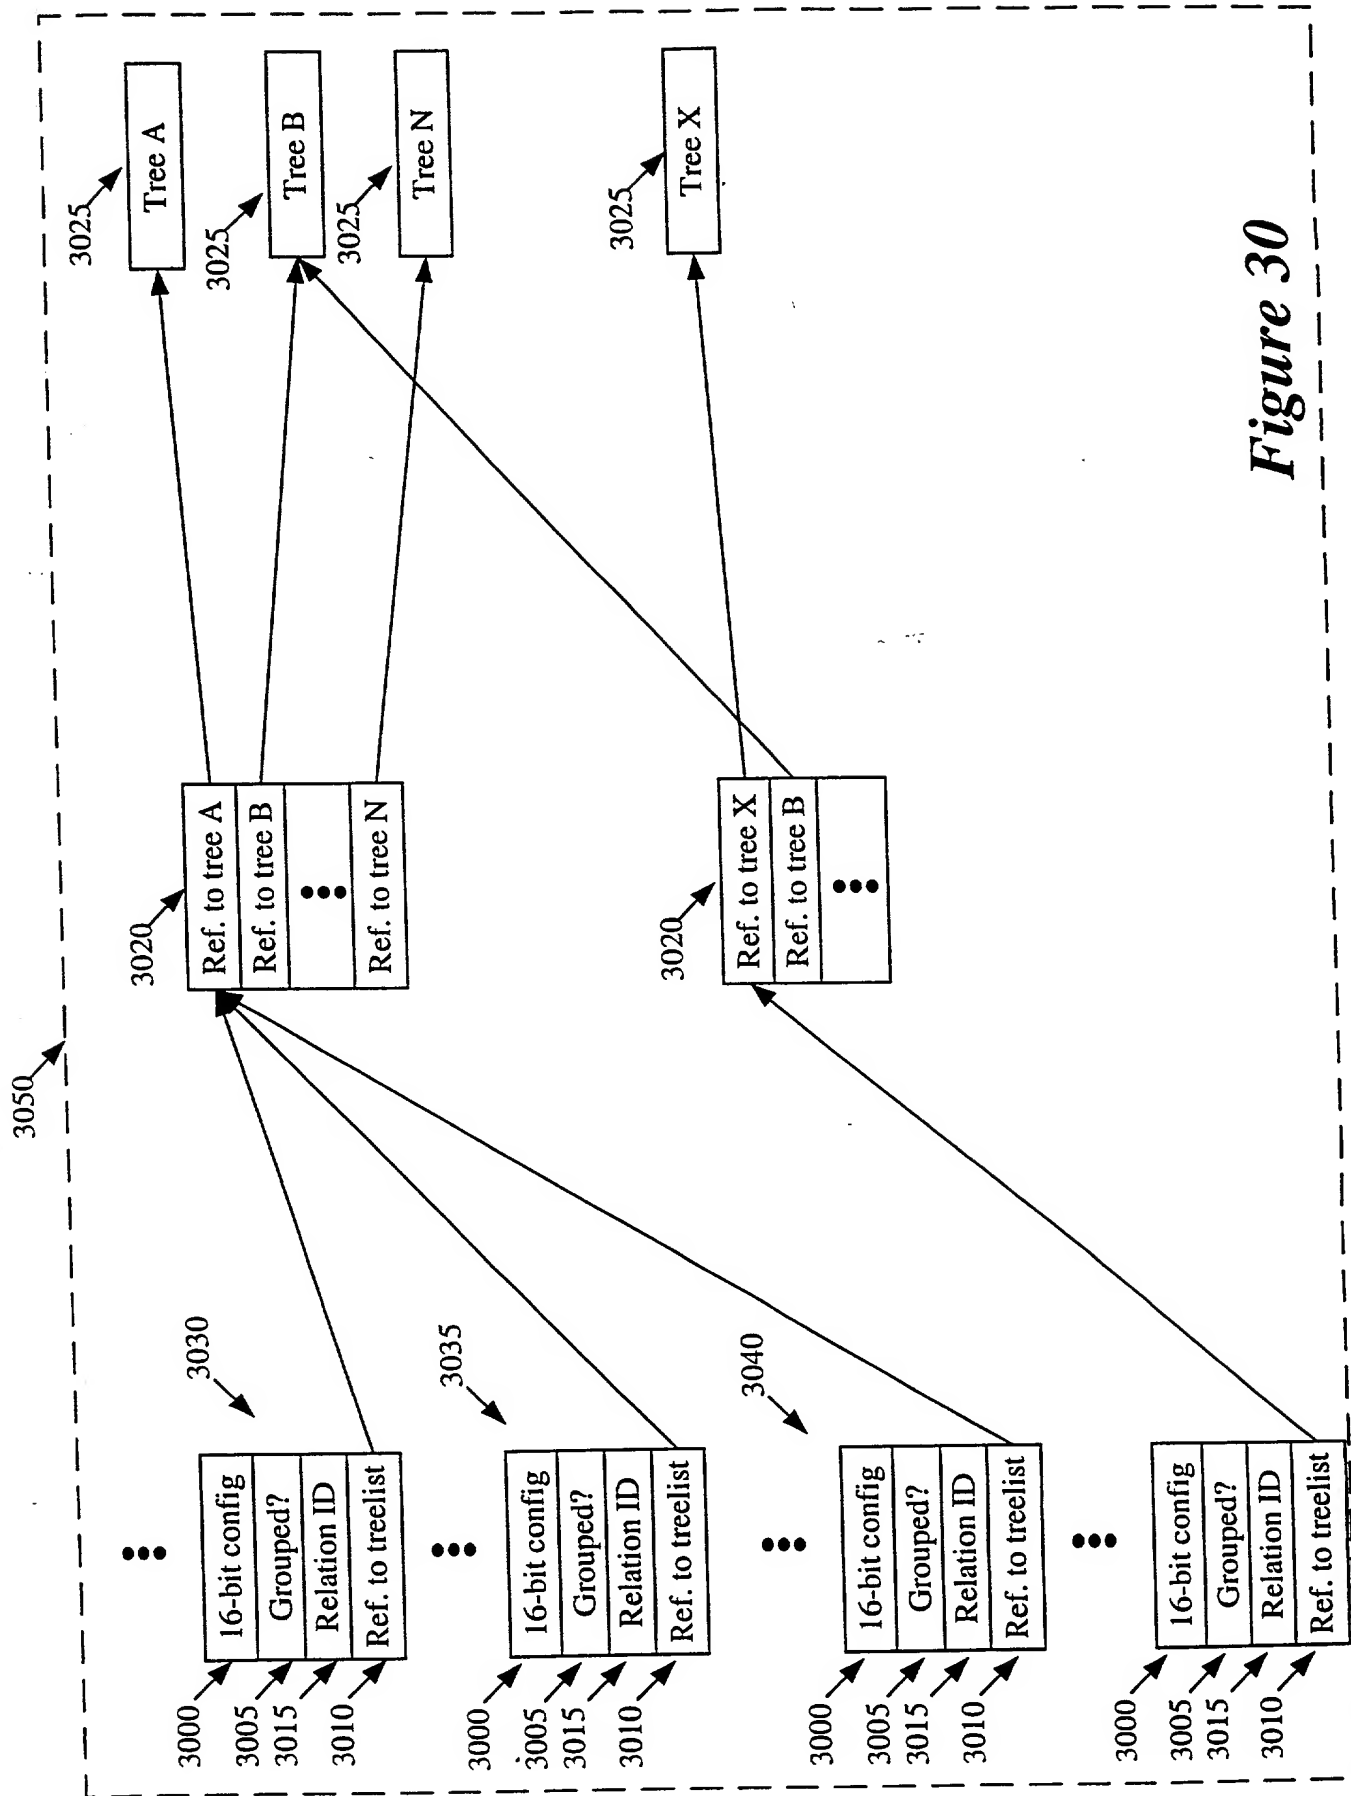 3050
3030
3000
16-bit config
3005
Grouped?
3015
Relation ID
3010
Ref. to treelist
3035
3000
16-bit config
3005
Grouped?
3015
Relation ID
3010
Ref. to treelist
3040
3000
16-bit config
3005
Grouped?
3015
Relation ID
3010
Ref. to treelist
3000
16-bit config
3005
Grouped?
3015
Relation ID
3010
Ref. to treelist
3020
Ref. to tree A
Ref. to tree B
Ref. to tree N
3020
Ref. to tree X
Ref. to tree B
3025
Tree A
3025
Tree B
3025
Tree N
3025
Tree X
Figure 30